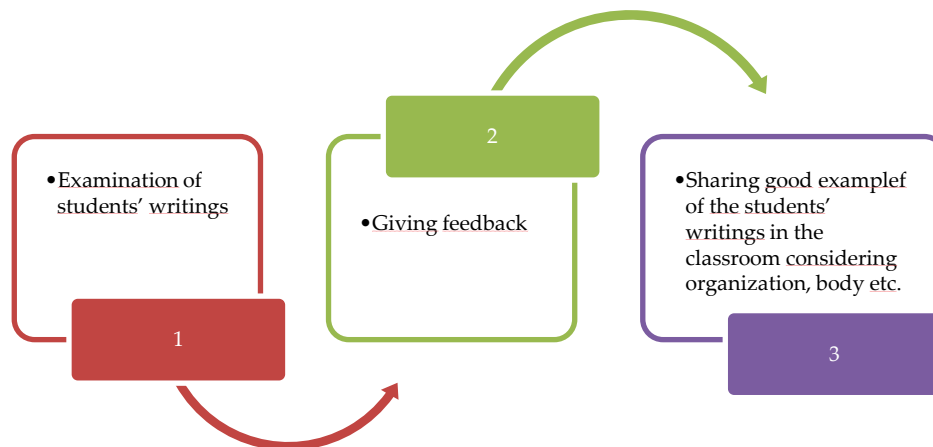 •Examination of
students’ writings
1
2
•Giving feedback
•Sharing good examplef
of the students’
writings in the
classroom considering
organization, body etc.
3